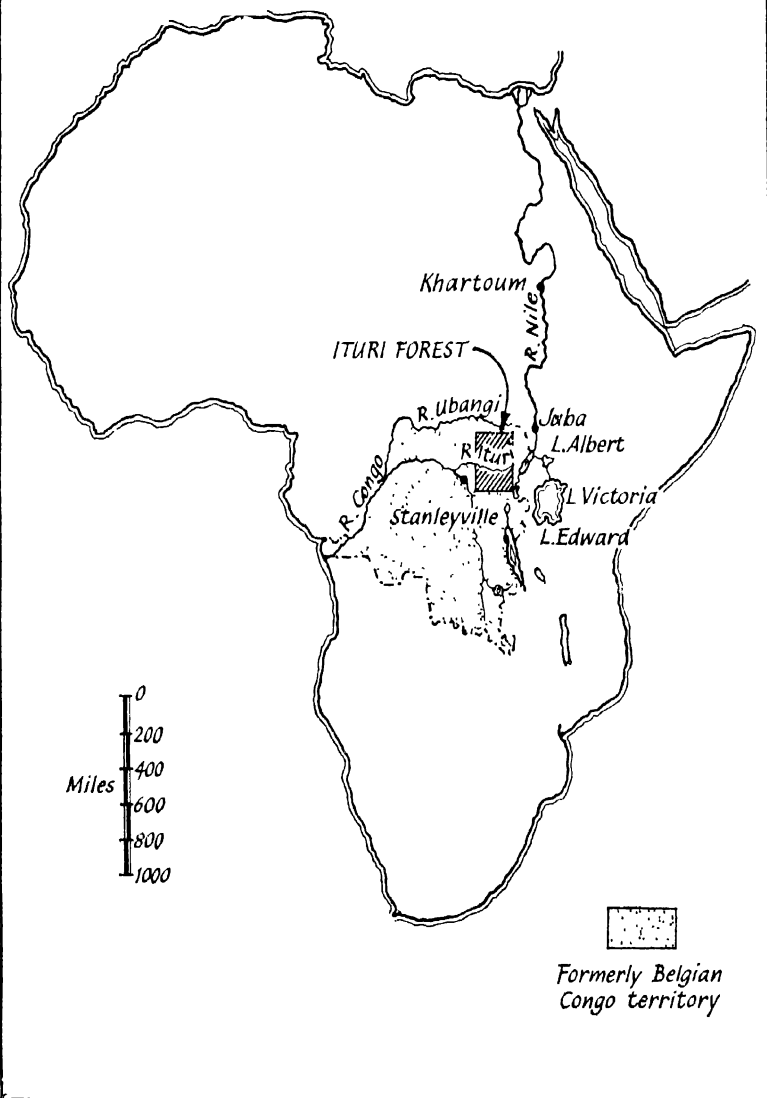 Khartoum
R. Nile
ITURI FOREST
R. Ubangi
Juba
L. Albert
R. Ituri
R. Congo
L Victoria
Stanleyville
L. Edward
0
200
400
Miles
600
800
1000
Formerly Belgian
Congo territory